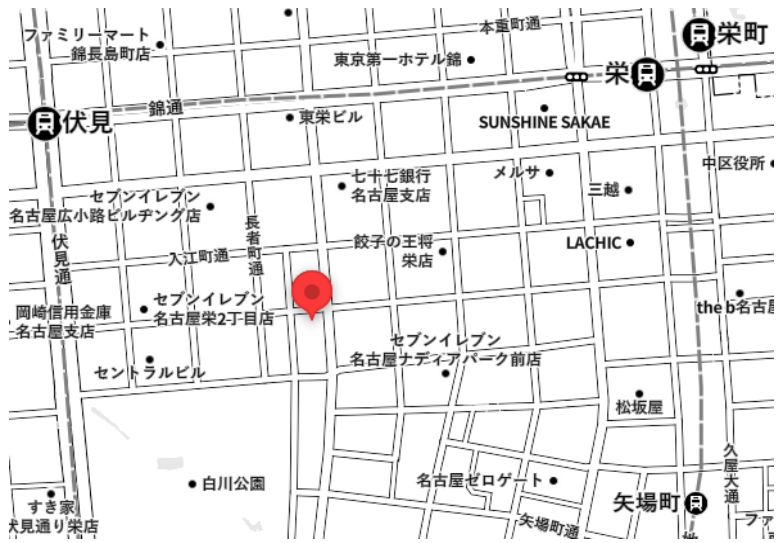 ファミリーマート
錦長島町店
本重町通
栄町
東京第一ホテル錦
栄
錦通
伏見
東栄ビル
SUNSHINE SAKAE
七十七銀行
名古屋支店
メルサ
中区役所
三越
セブンイレブン
名古屋広小路ビルヂング店
長者町通
伏見通
入江町通
餃子の王将
栄店
LACHIC
岡崎信用金庫
名古屋支店
セブンイレブン
名古屋栄2丁目店
the b名古屋
セブンイレブン
名古屋ナディアパーク前店
セントラルビル
松坂屋
久屋大通
白川公園
名古屋ゼロゲート
すき家
伏見通り栄店
矢場町
矢場町通
ファ
地